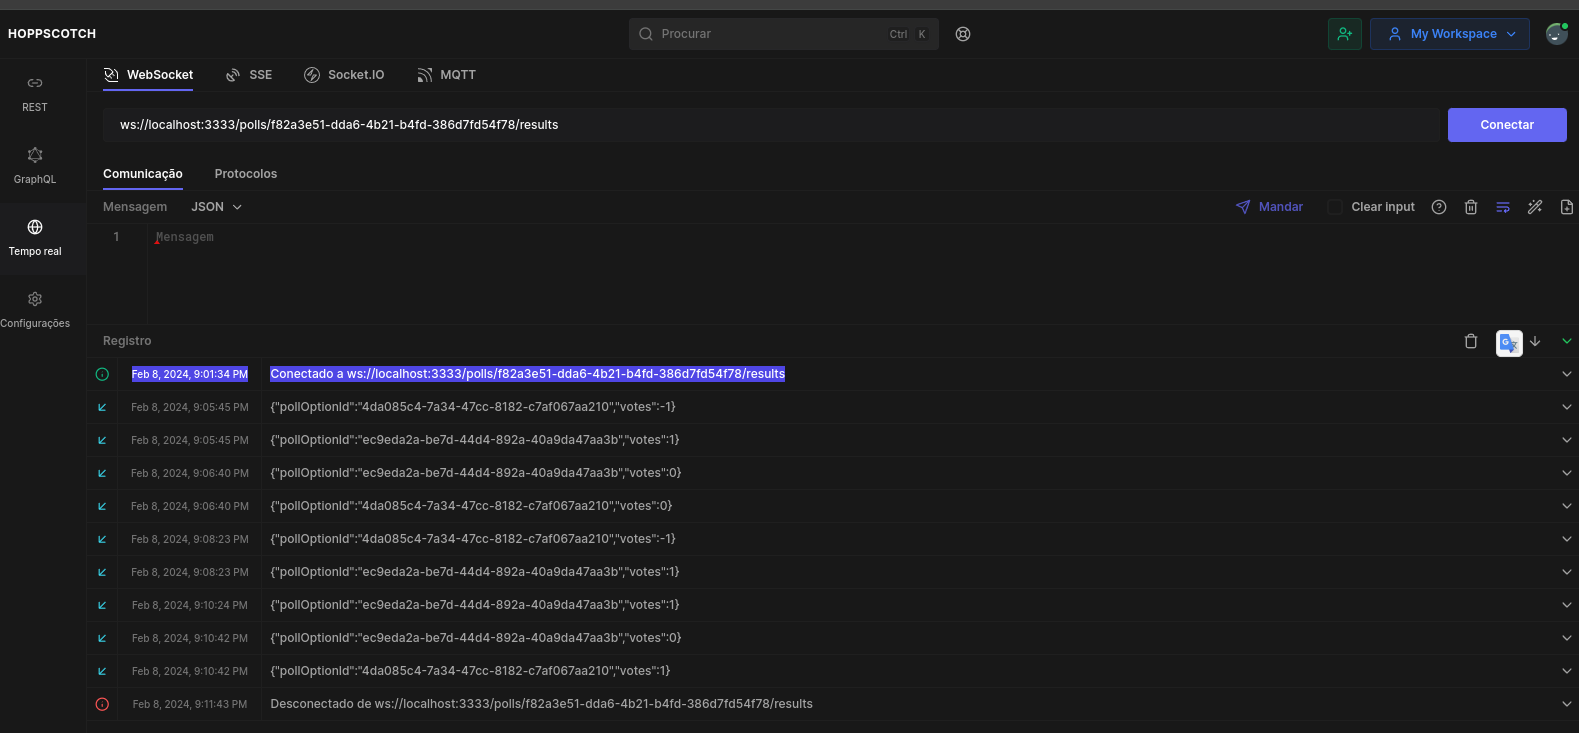 HOPPSCOTCH
Procurar Ctrl K
My Workspace
WebSocket SSE Socket.IO MQTT
REST
ws://localhost:3333/polls/f82a3e51-dda6-4b21-b4fd-386d7fd54f78/results Conectar
GraphQL
Comunicação Protocolos
Mensagem JSON Mandar Clear input
1 Mensagem
Tempo real
Configurações
Registro
Feb 8, 2024, 9:01:34 PM Conectado a ws://localhost:3333/polls/f82a3e51-dda6-4b21-b4fd-386d7fd54f78/results
Feb 8, 2024, 9:05:45 PM {"pollOptionId":"4da085c4-7a34-47cc-8182-c7af067aa210","votes":-1}
Feb 8, 2024, 9:05:45 PM {"pollOptionId":"ec9eda2a-be7d-44d4-892a-40a9da47aa3b","votes":1}
Feb 8, 2024, 9:06:40 PM {"pollOptionId":"ec9eda2a-be7d-44d4-892a-40a9da47aa3b","votes":0}
Feb 8, 2024, 9:06:40 PM {"pollOptionId":"4da085c4-7a34-47cc-8182-c7af067aa210","votes":0}
Feb 8, 2024, 9:08:23 PM {"pollOptionId":"4da085c4-7a34-47cc-8182-c7af067aa210","votes":-1}
Feb 8, 2024, 9:08:23 PM {"pollOptionId":"ec9eda2a-be7d-44d4-892a-40a9da47aa3b","votes":1}
Feb 8, 2024, 9:10:24 PM {"pollOptionId":"ec9eda2a-be7d-44d4-892a-40a9da47aa3b","votes":1}
Feb 8, 2024, 9:10:42 PM {"pollOptionId":"ec9eda2a-be7d-44d4-892a-40a9da47aa3b","votes":0}
Feb 8, 2024, 9:10:42 PM {"pollOptionId":"4da085c4-7a34-47cc-8182-c7af067aa210","votes":1}
Feb 8, 2024, 9:11:43 PM Desconectado de ws://localhost:3333/polls/f82a3e51-dda6-4b21-b4fd-386d7fd54f78/results